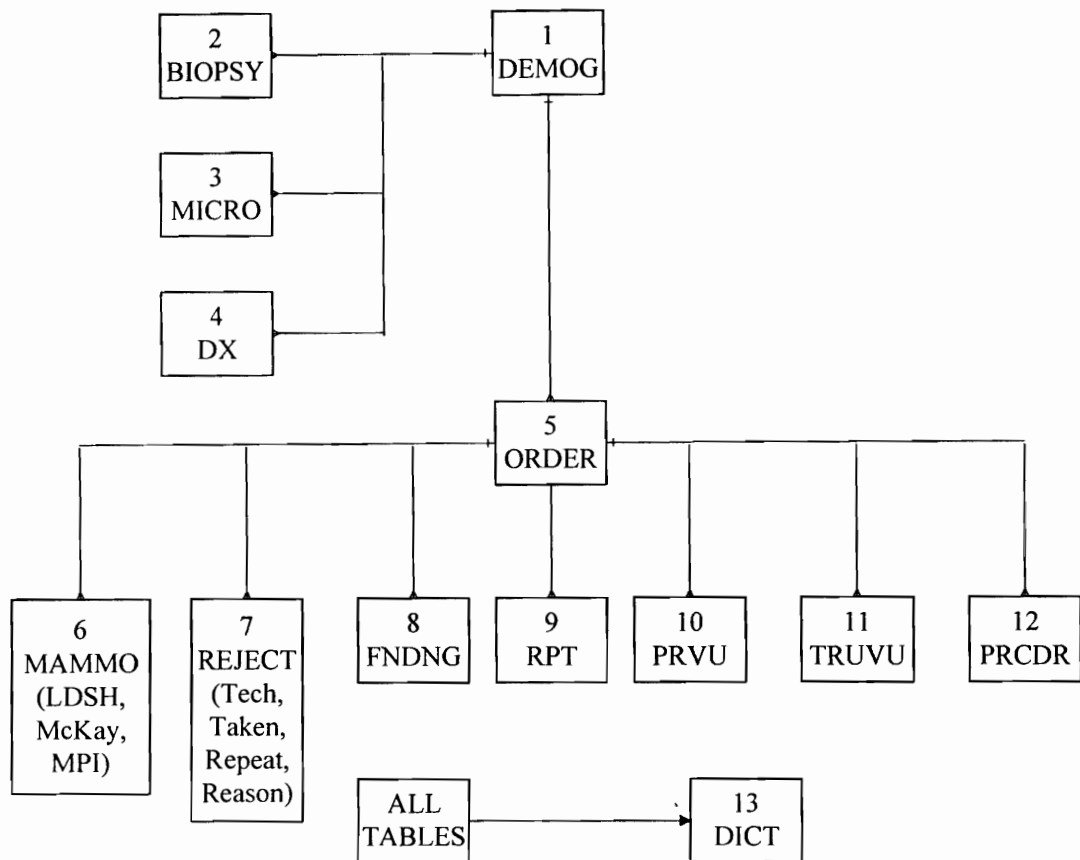 2
BIOPSY
1
DEMOG
3
MICRO
4
DX
5
ORDER
6
MAMMO
(LDSH,
McKay,
MPI)
7
REJECT
(Tech,
Taken,
Repeat,
Reason)
8
FNDNG
9
RPT
10
PRVU
11
TRUVU
12
PRCDR
ALL
TABLES
13
DICT